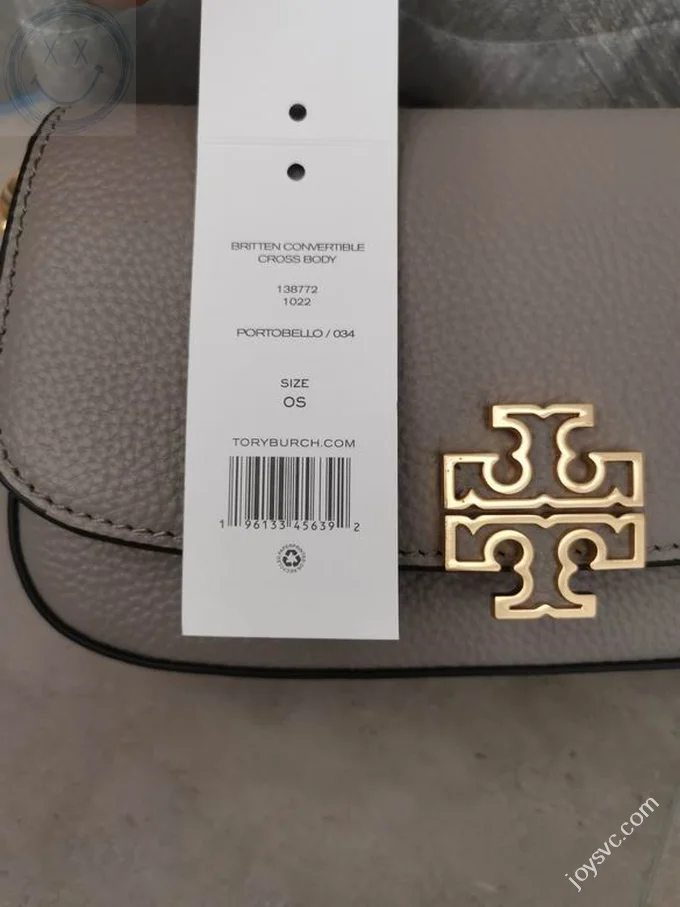 BRITTEN CONVERTIBLE
CROSS BODY
138772
1022
PORTOBELLO / 034
SIZE
OS
TORYBURCH.COM
1 96133 45639 2
joysvc.com